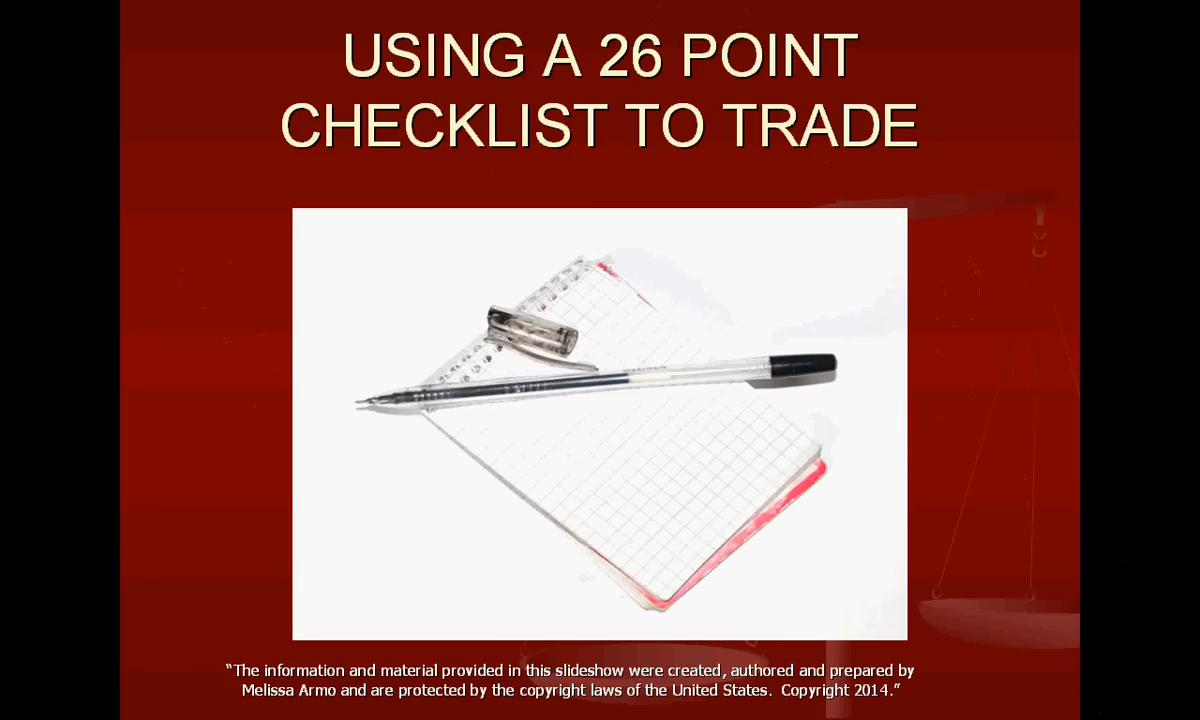 USING A 26 POINT
CHECKLIST TO TRADE
“The information and material provided in this slideshow were created, authored and prepared by
Melissa Armo and are protected by the copyright laws of the United States.  Copyright 2014.”